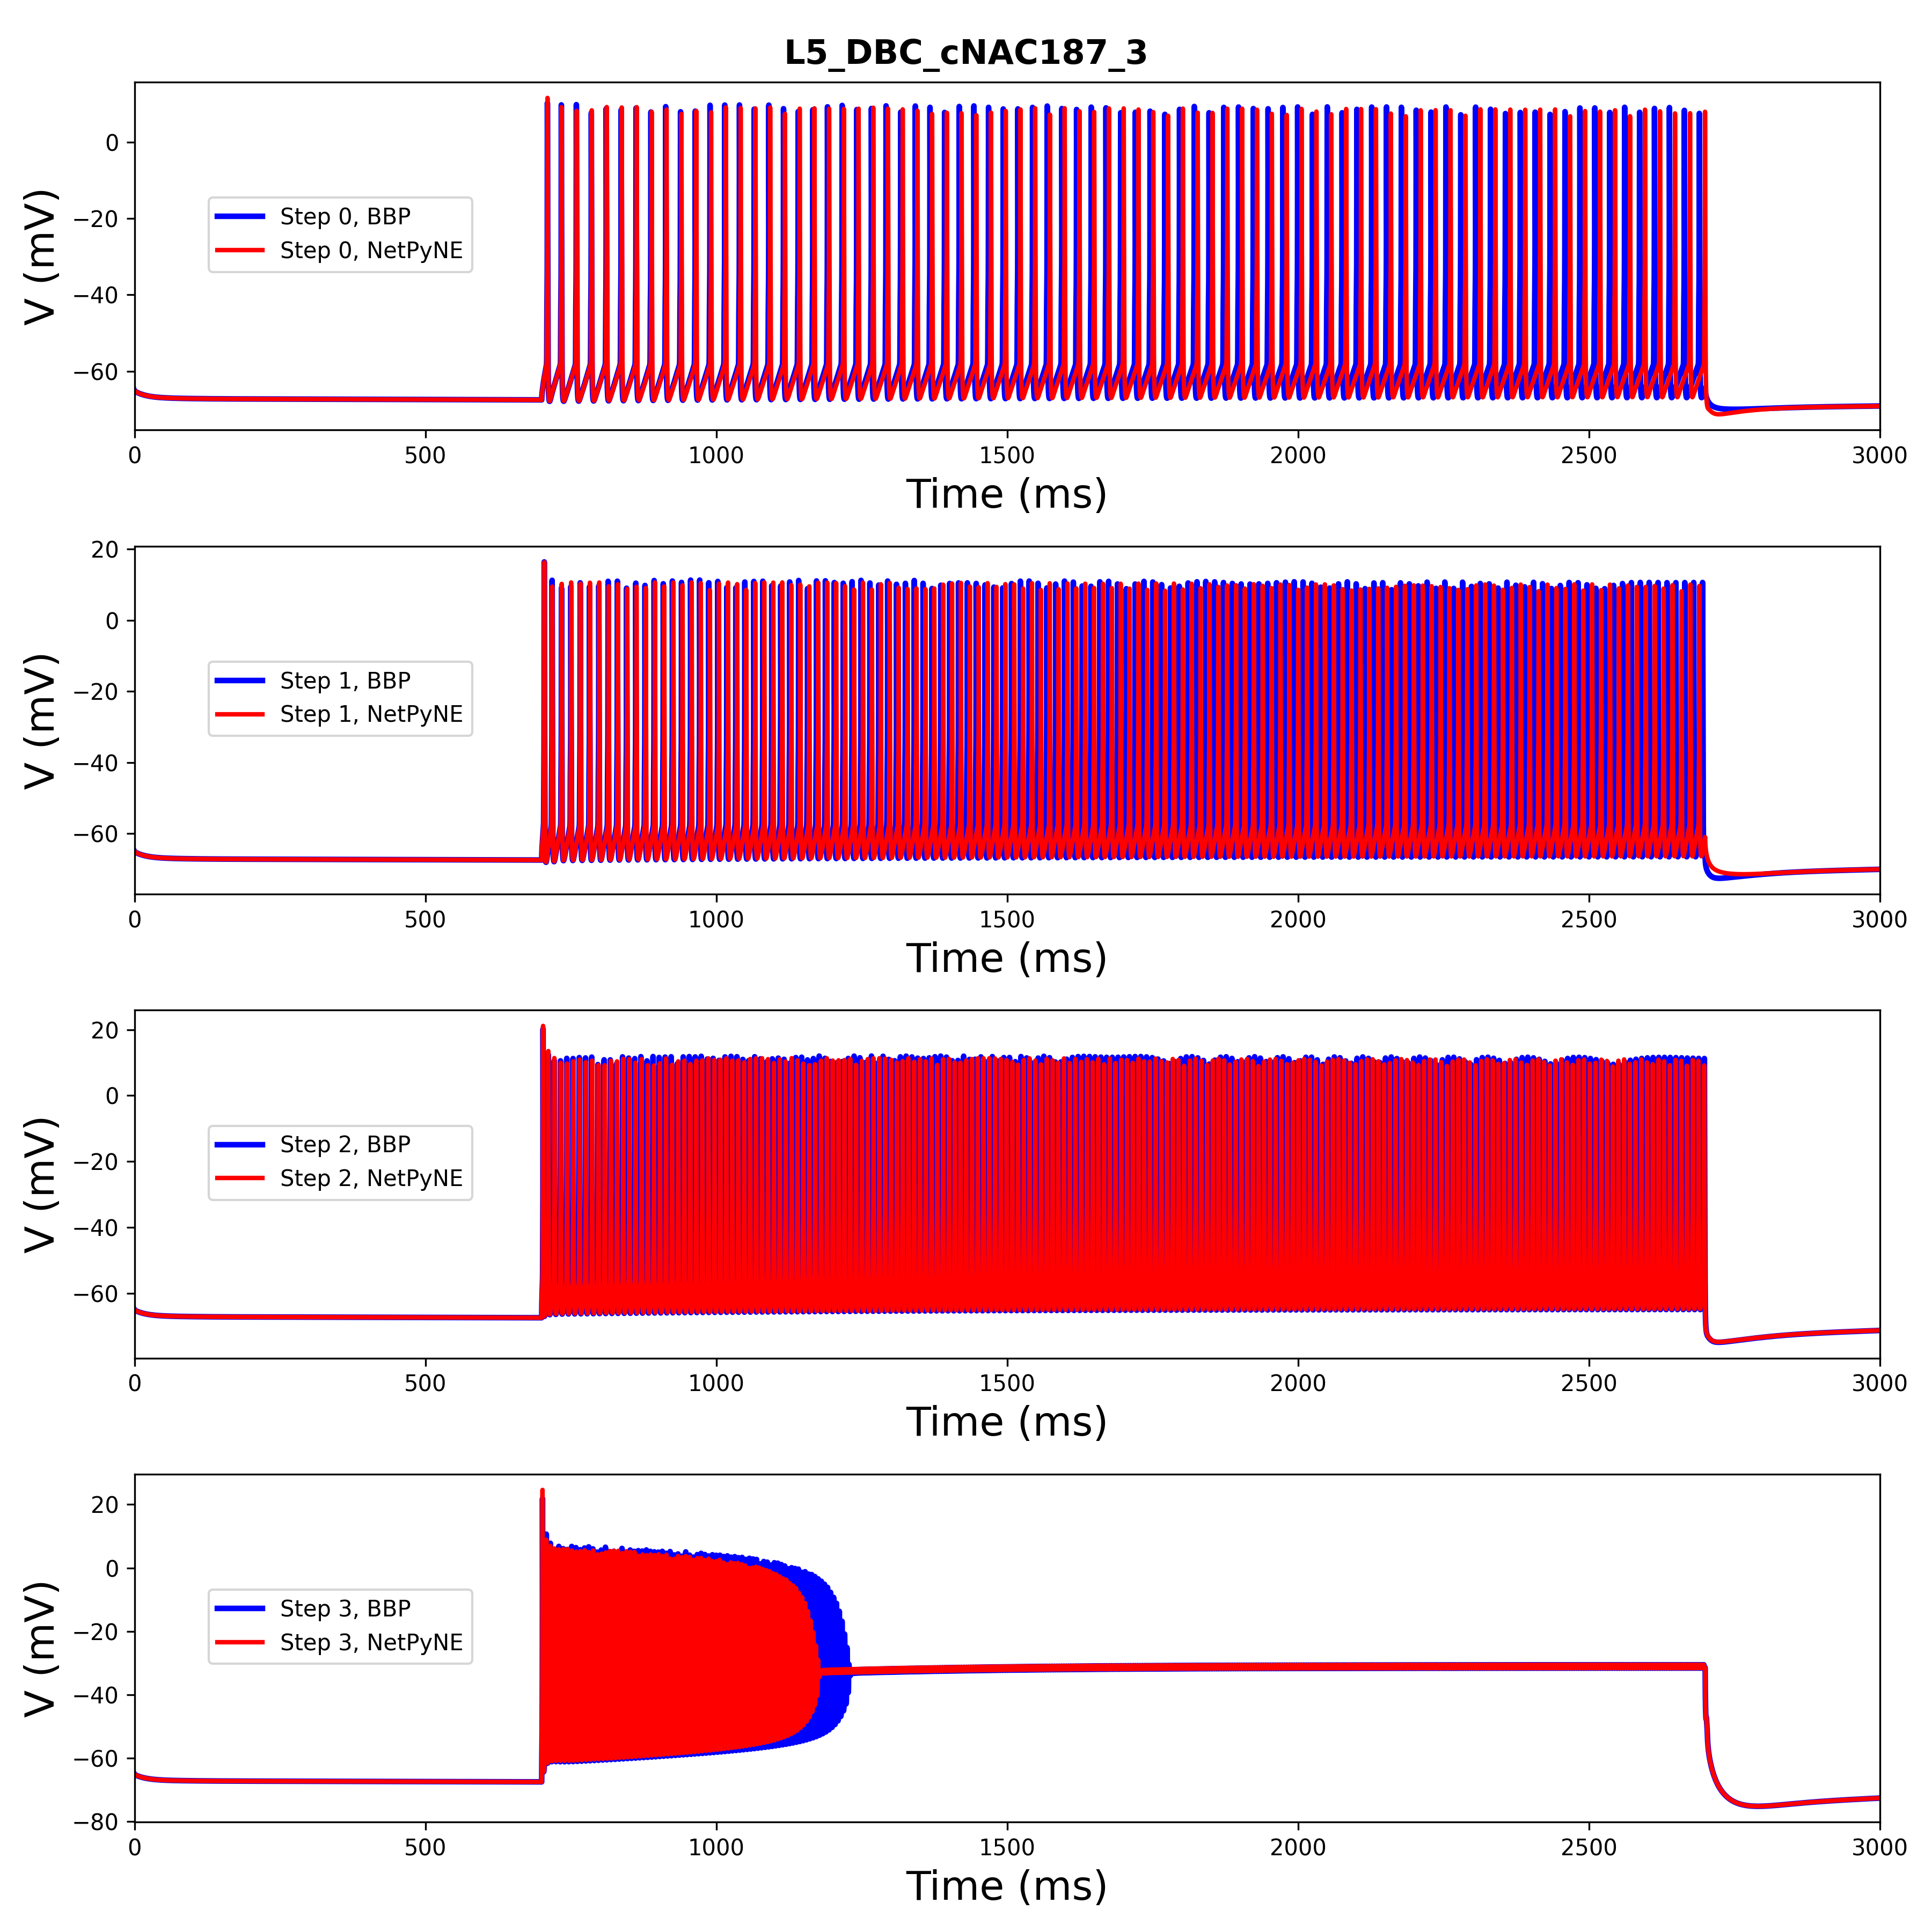 L5_DBC_cNAC187_3
0
−20
−40
−60
V (mV)
Step 0, BBP
Step 0, NetPyNE
0 500 1000 1500 2000 2500 3000
Time (ms)
20
0
−20
−40
−60
V (mV)
Step 1, BBP
Step 1, NetPyNE
0 500 1000 1500 2000 2500 3000
Time (ms)
20
0
−20
−40
−60
V (mV)
Step 2, BBP
Step 2, NetPyNE
0 500 1000 1500 2000 2500 3000
Time (ms)
20
0
−20
−40
−60
−80
V (mV)
Step 3, BBP
Step 3, NetPyNE
0 500 1000 1500 2000 2500 3000
Time (ms)